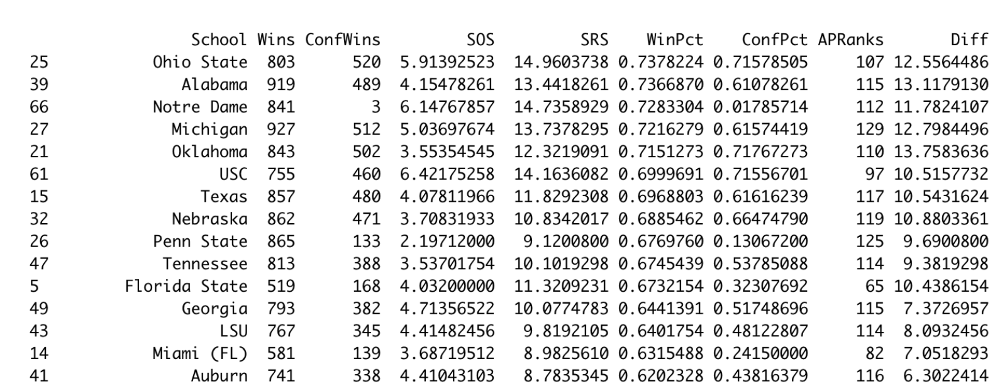 School Wins ConfWins SOS SRS WinPct ConfPct APRanks Diff
25 Ohio State 803 520 5.91392523 14.9603738 0.7378224 0.71578505 107 12.5564486
39 Alabama 919 489 4.15478261 13.4418261 0.7366870 0.61078261 115 13.1179130
66 Notre Dame 841 3 6.14767857 14.7358929 0.7283304 0.01785714 112 11.7824107
27 Michigan 927 512 5.03697674 13.7378295 0.7216279 0.61574419 129 12.7984496
21 Oklahoma 843 502 3.55354545 12.3219091 0.7151273 0.71767273 110 13.7583636
61 USC 755 460 6.42175258 14.1636082 0.6999691 0.71556701 97 10.5157732
15 Texas 857 480 4.07811966 11.8292308 0.6968803 0.61616239 117 10.5431624
32 Nebraska 862 471 3.70831933 10.8342017 0.6885462 0.66474790 119 10.8803361
26 Penn State 865 133 2.19712000 9.1200800 0.6769760 0.13067200 125 9.6900800
47 Tennessee 813 388 3.53701754 10.1019298 0.6745439 0.53785088 114 9.3819298
5 Florida State 519 168 4.03200000 11.3209231 0.6732154 0.32307692 65 10.4386154
49 Georgia 793 382 4.71356522 10.0774783 0.6441391 0.51748696 115 7.3726957
43 LSU 767 345 4.41482456 9.8192105 0.6401754 0.48122807 114 8.0932456
14 Miami (FL) 581 139 3.68719512 8.9825610 0.6315488 0.24150000 82 7.0518293
41 Auburn 741 338 4.41043103 8.7835345 0.6202328 0.43816379 116 6.3022414